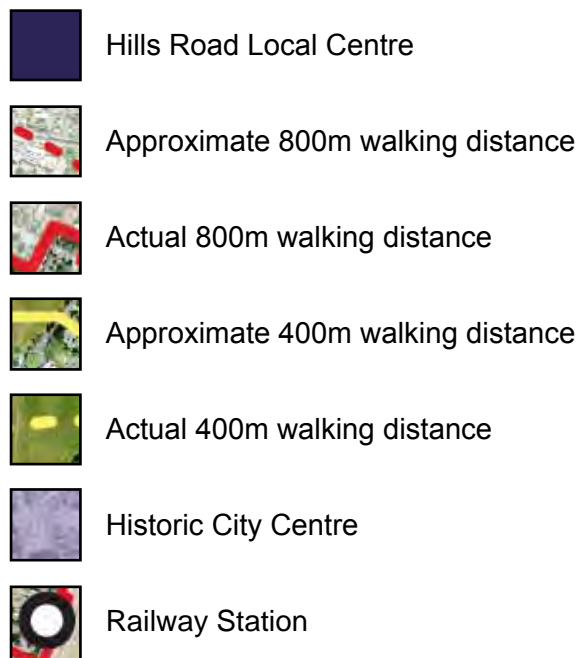 Hills Road Local Centre
Approximate 800m walking distance
Actual 800m walking distance
Approximate 400m walking distance
Actual 400m walking distance
Historic City Centre
Railway Station